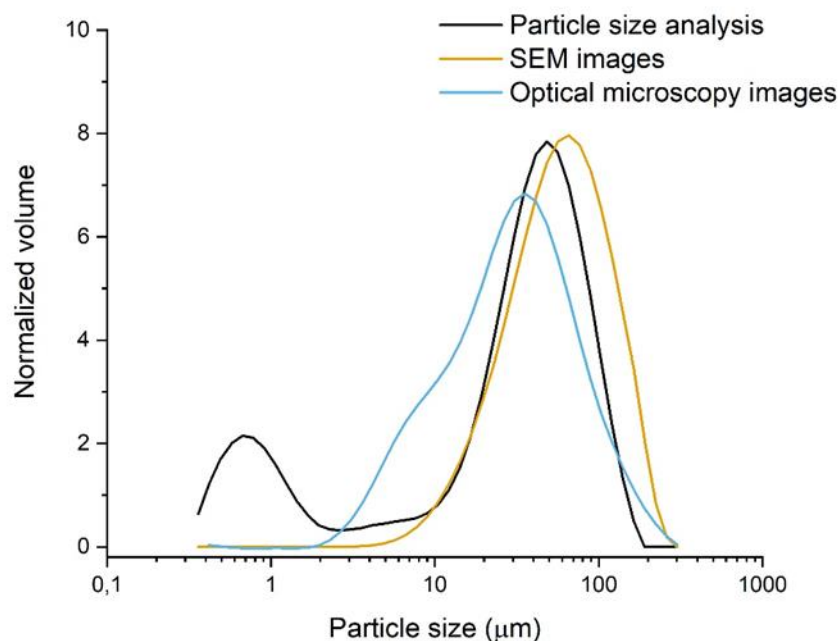 Particle size analysis
SEM images
Optical microscopy images
Normalized volume
10
8
6
4
2
0
0,1 1 10 100 1000
Particle size (μm)